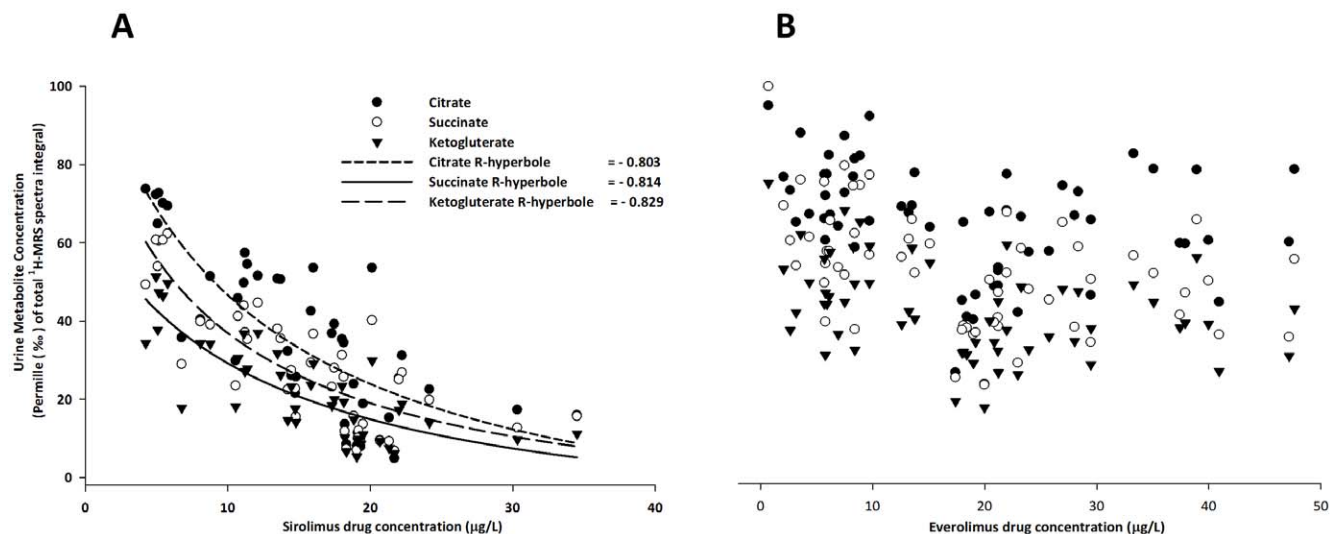 A
B
Urine Metabolite Concentration
(Permille (‰) of total ¹H-MRS spectra integral)
100
80
60
40
20
0
Citrate
Succinate
Ketogluterate
Citrate R-hyperbole = - 0.803
Succinate R-hyperbole = - 0.814
Ketogluterate R-hyperbole = - 0.829
0 10 20 30 40
Sirolimus drug concentration (µg/L)
0 10 20 30 40 50
Everolimus drug concentration (µg/L)